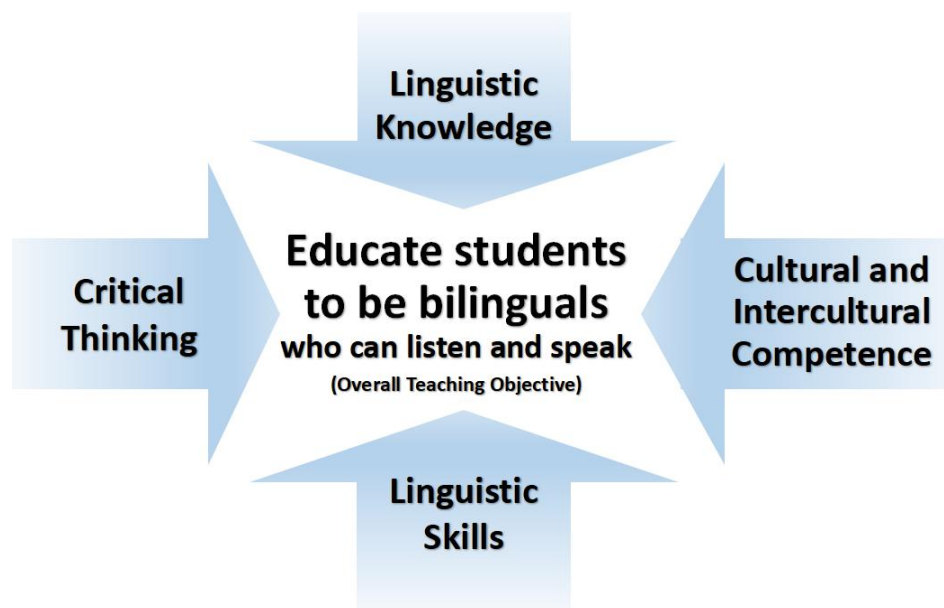 Linguistic
Knowledge
Critical
Thinking
Educate students
to be bilinguals
who can listen and speak
(Overall Teaching Objective)
Cultural and
Intercultural
Competence
Linguistic
Skills